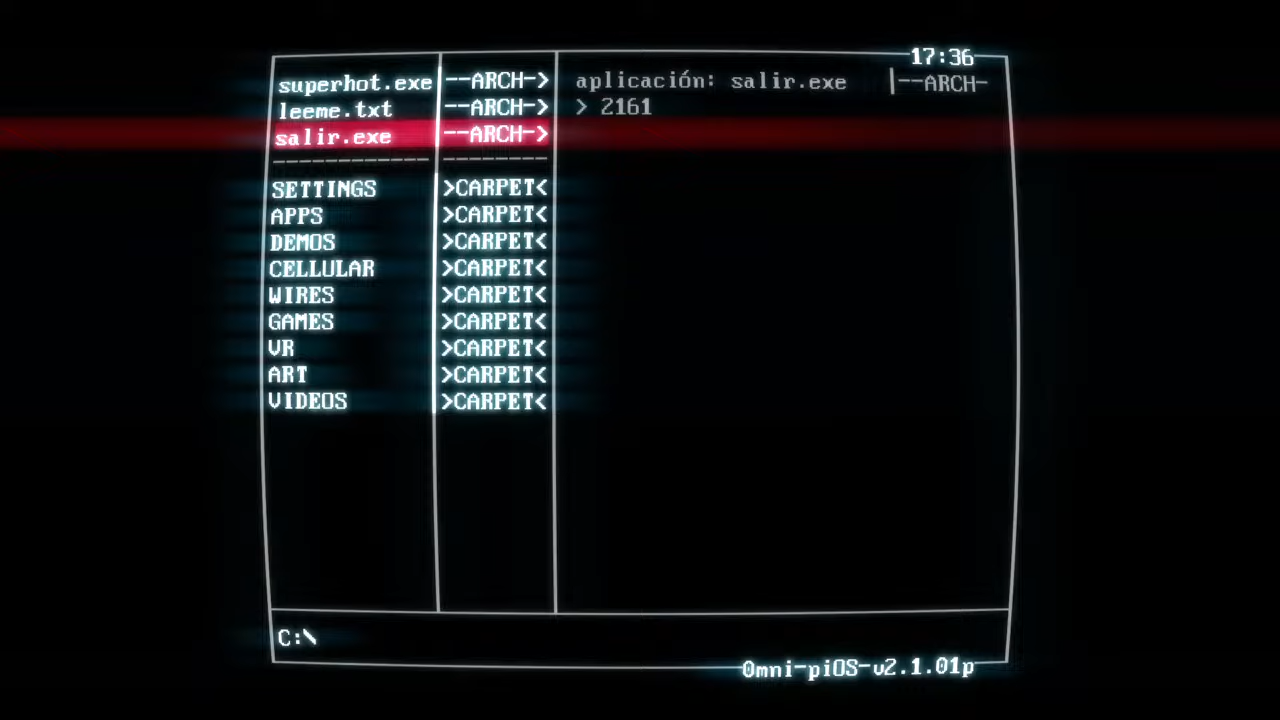 17:36
superhot.exe --ARCH-> aplicación: salir.exe |--ARCH-
leeme.txt --ARCH-> > 2161
salir.exe --ARCH->
------------ --------
SETTINGS >CARPET<
APPS >CARPET<
DEMOS >CARPET<
CELLULAR >CARPET<
WIRES >CARPET<
GAMES >CARPET<
VR >CARPET<
ART >CARPET<
VIDEOS >CARPET<
C:\
0mni-piOS-v2.1.01p